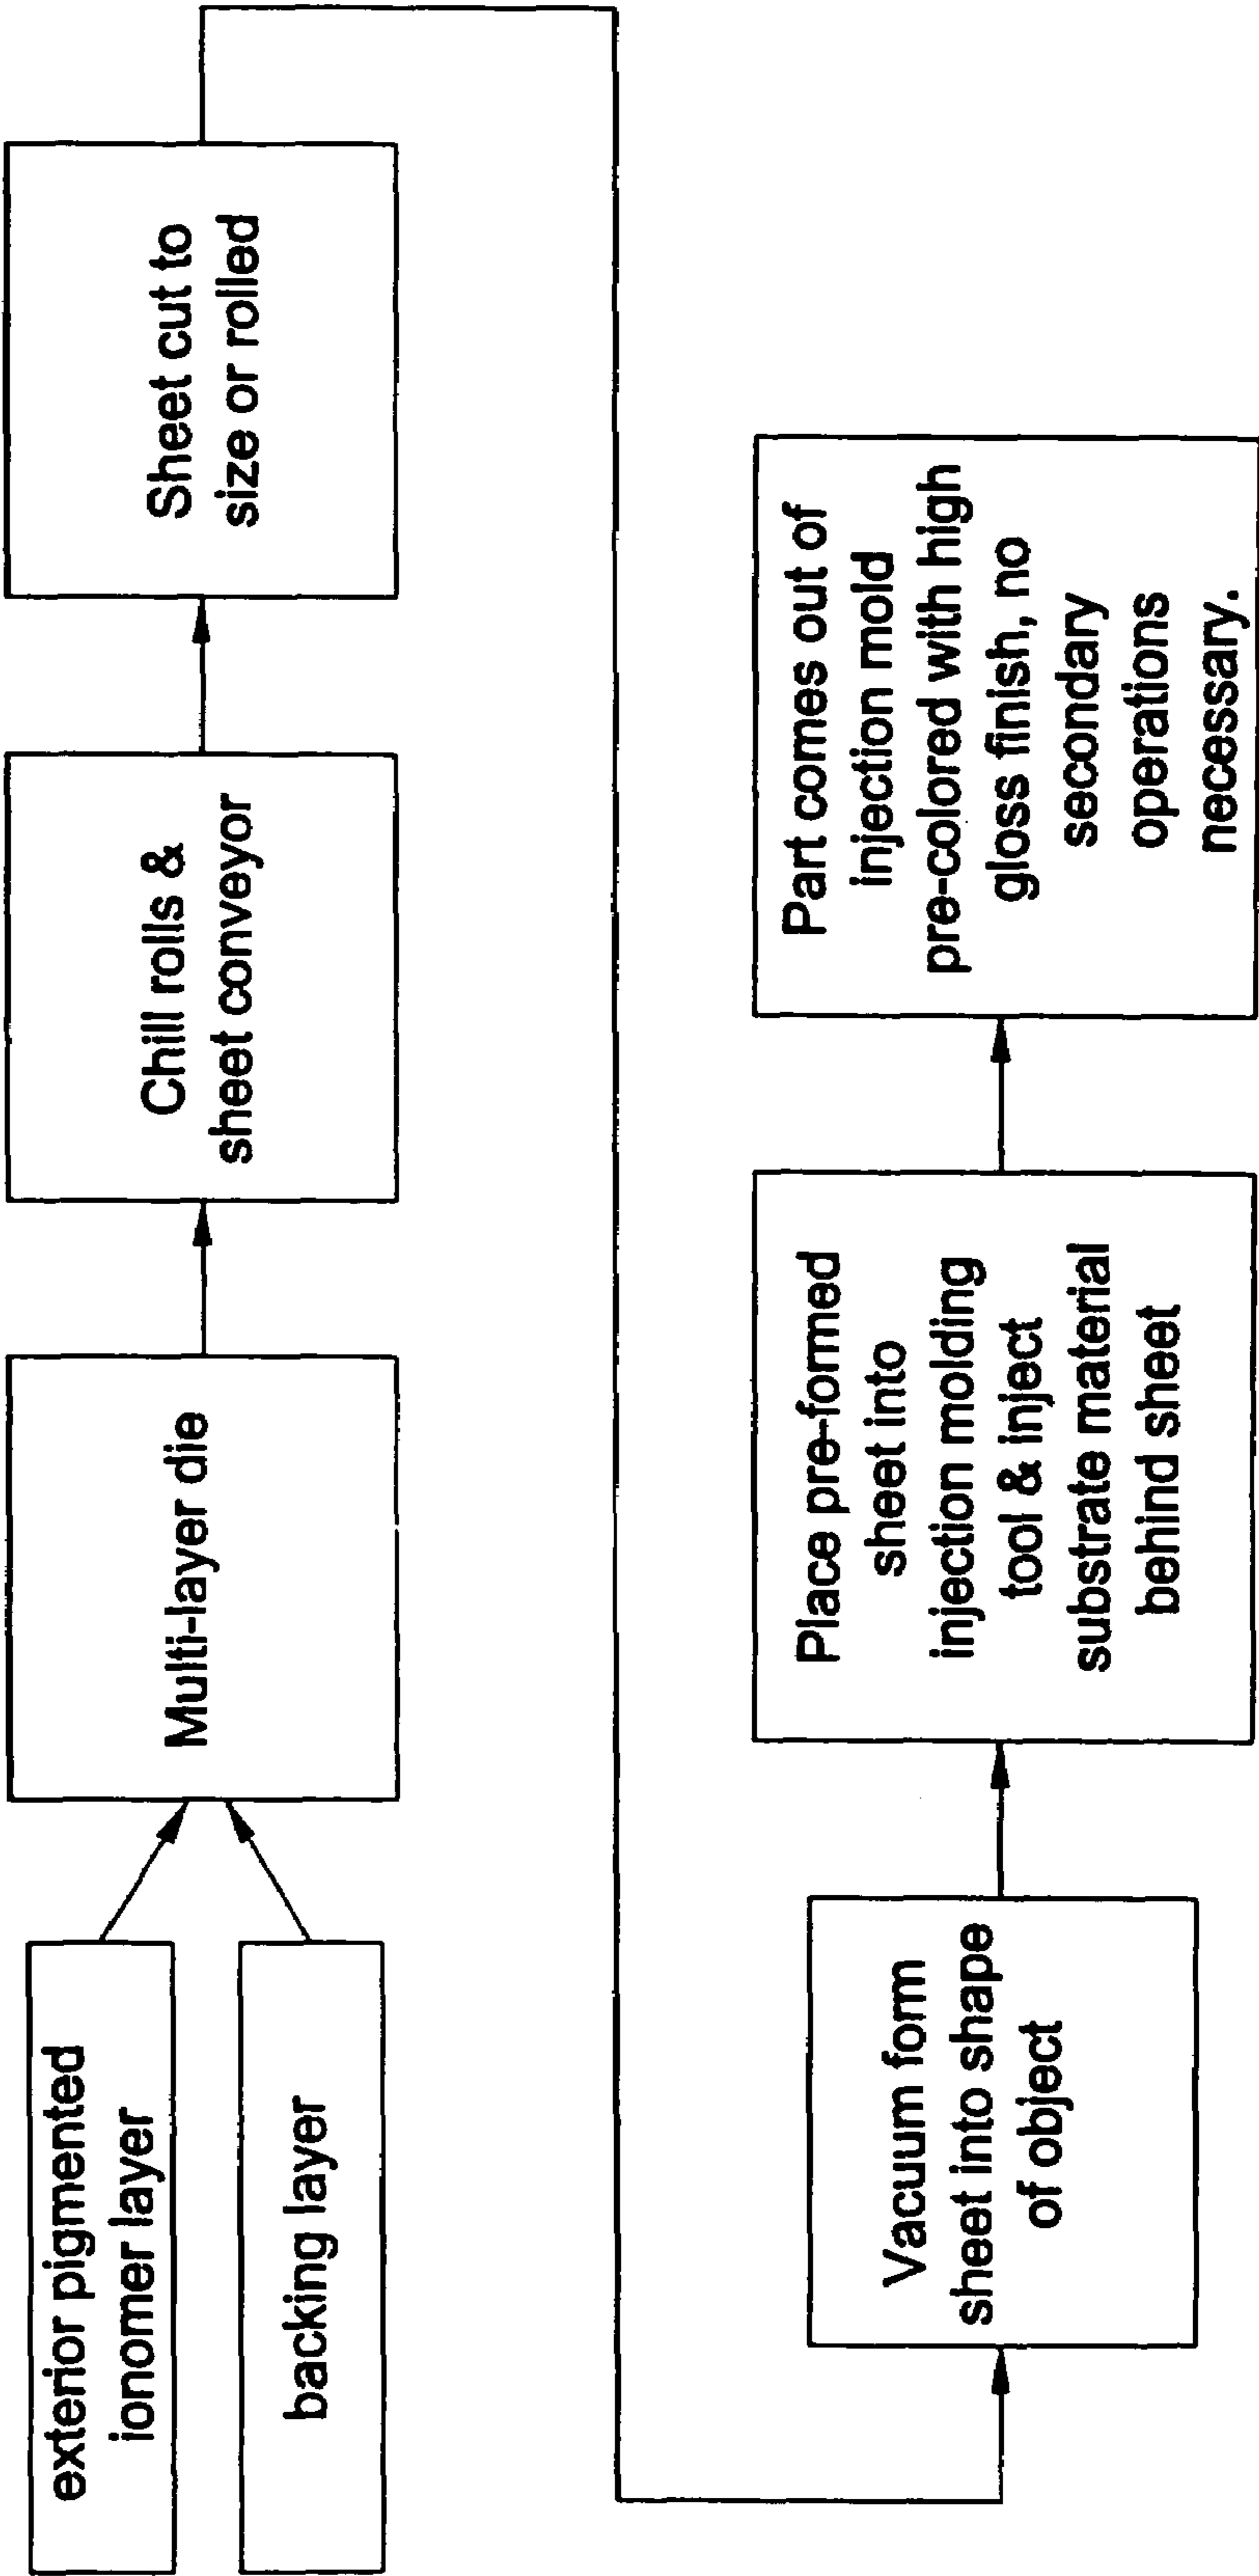 exterior pigmented
ionomer layer
backing layer
Multi-layer die
Chill rolls &
sheet conveyor
Sheet cut to
size or rolled
Vacuum form
sheet into shape
of object
Place pre-formed
sheet into
injection molding
tool & inject
substrate material
behind sheet
Part comes out of
injection mold
pre-colored with high
gloss finish, no
secondary
operations
necessary.